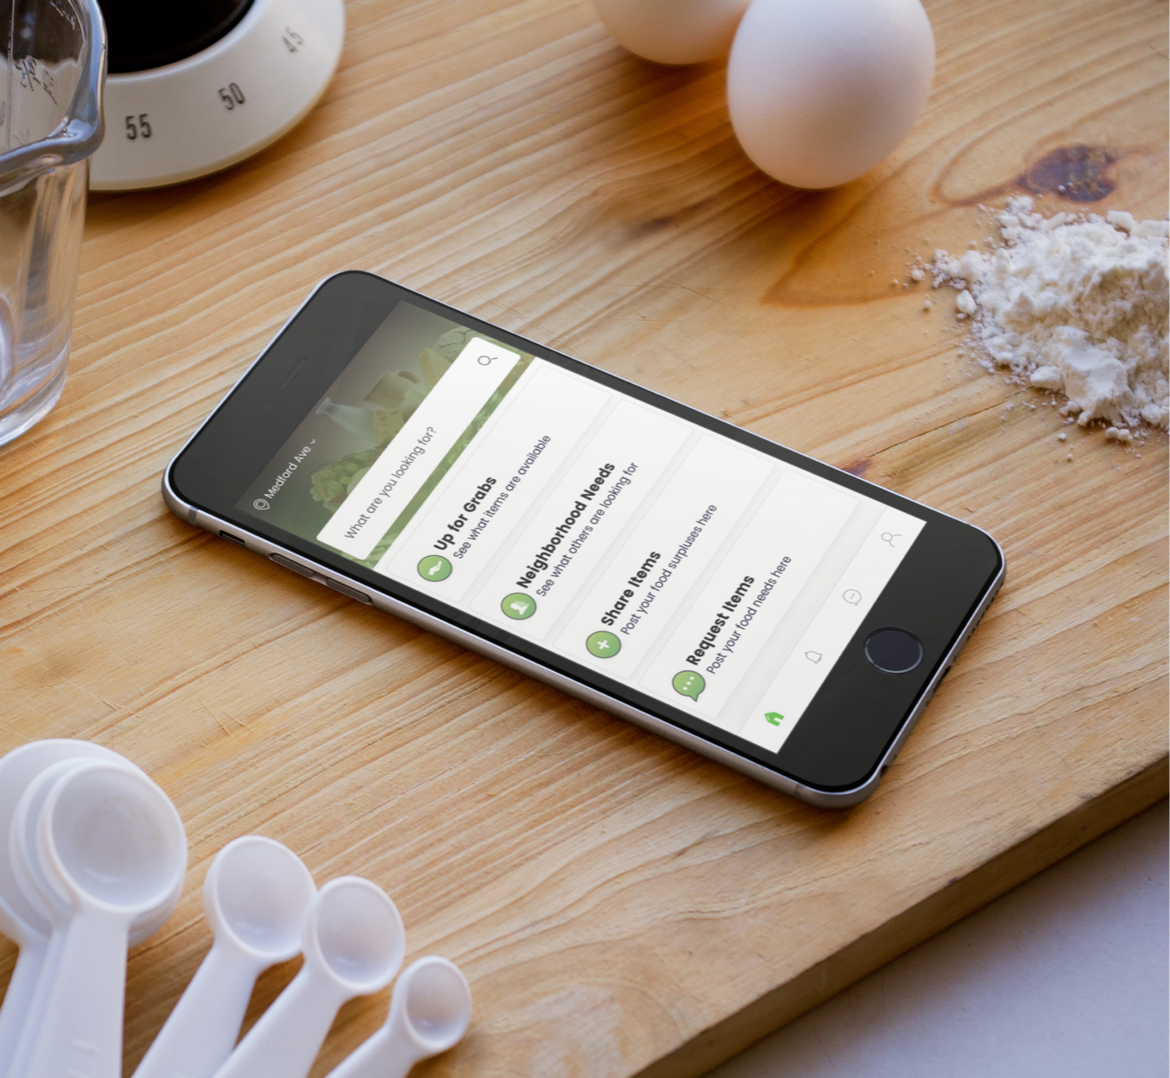 45
50
55
Medford Ave
What are you looking for?
Up for Grabs
See what items are available
Neighborhood Needs
See what others are looking for
Share Items
Post your food surpluses here
Request Items
Post your food needs here